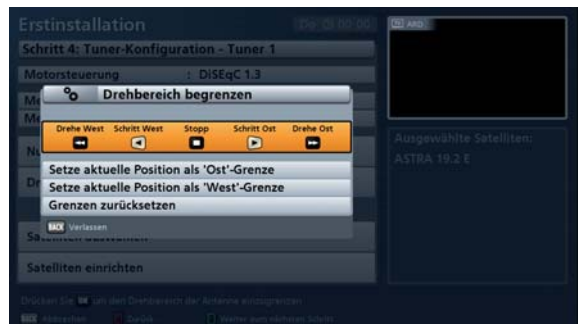 Erstinstallation
Do. 01 00:00
ARD
Schritt 4: Tuner-Konfiguration - Tuner 1
Motorsteuerung : DiSEqC 1.3
Drehbereich begrenzen
Drehe West Schritt West Stopp Schritt Ost Drehe Ost
Setze aktuelle Position als 'Ost'-Grenze
Setze aktuelle Position als 'West'-Grenze
Grenzen zurücksetzen
BACK Verlassen
Ausgewählte Satelliten:
ASTRA 19.2 E
Satelliten auswählen
Satelliten einrichten
Drücken Sie OK um den Drehbereich der Antenne einzugrenzen
BACK Abbrechen Zurück Weiter zum nächsten Schritt